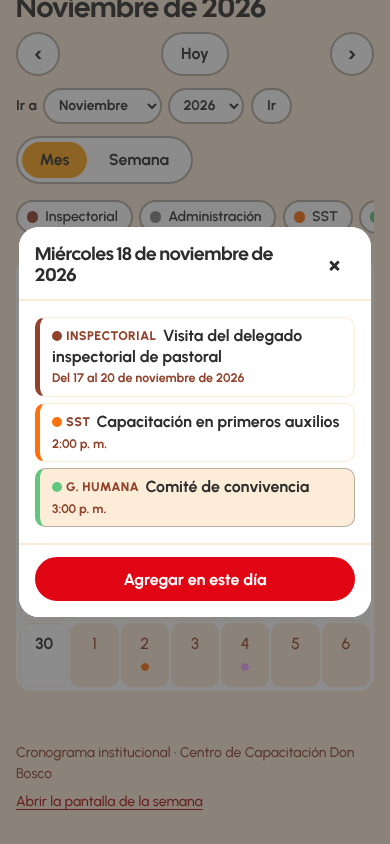 Noviembre de 2026
‹ Hoy ›
Ir a Noviembre 2026 Ir
Mes Semana
Inspectorial Administración SST
Miércoles 18 de noviembre de
2026
×
INSPECTORIAL Visita del delegado
inspectorial de pastoral
Del 17 al 20 de noviembre de 2026
SST Capacitación en primeros auxilios
2:00 p. m.
G. HUMANA Comité de convivencia
3:00 p. m.
Agregar en este día
30 1 2 3 4 5 6
Cronograma institucional · Centro de Capacitación Don
Bosco
Abrir la pantalla de la semana